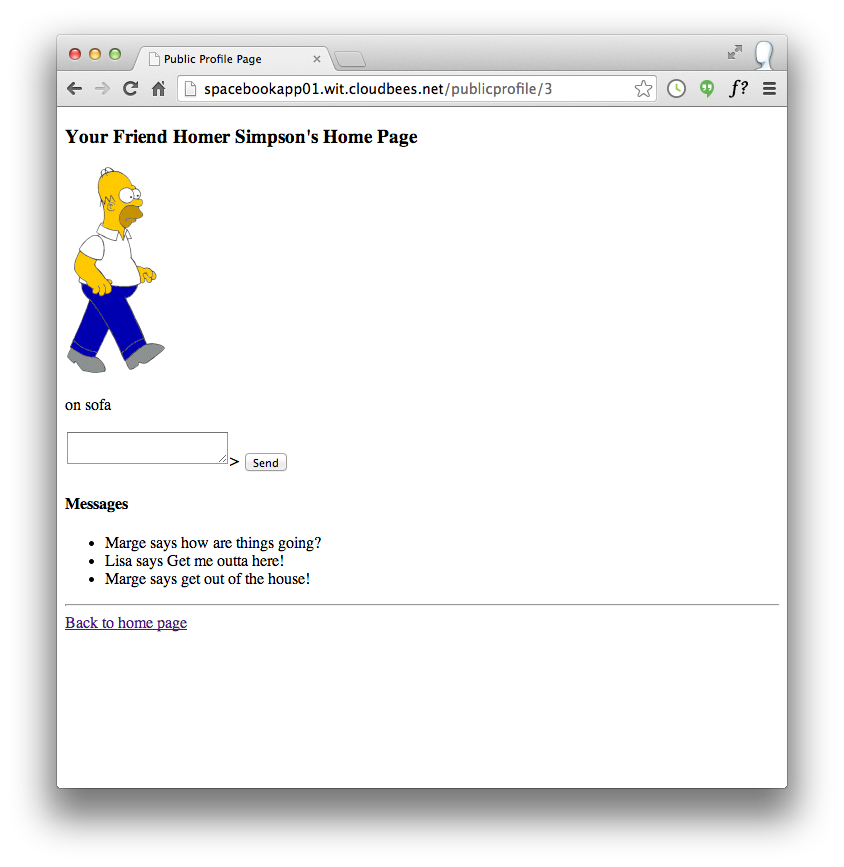 Public Profile Page
spacebookapp01.wit.cloudbees.net/publicprofile/3
f?
Your Friend Homer Simpson's Home Page
on sofa
> Send
Messages
• Marge says how are things going?
• Lisa says Get me outta here!
• Marge says get out of the house!
Back to home page